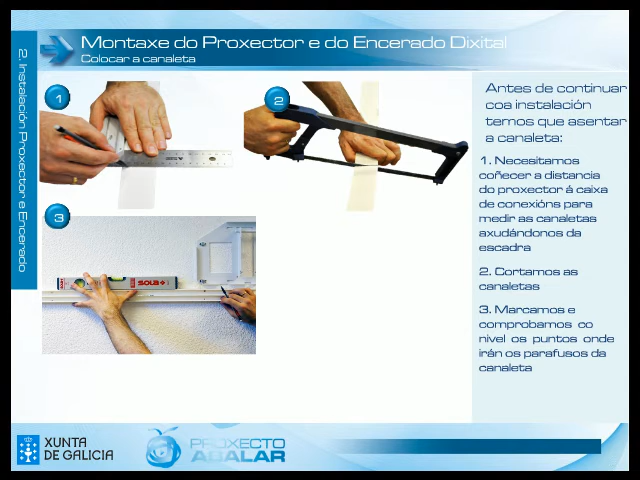 Montaxe do Proxector e do Encerado Dixital
Colocar a canaleta
2. Instalación Proxector e Encerado
1
2
3
SOLA
Antes de continuar
coa instalación
temos que asentar
a canaleta:
1. Necesitamos
coñecer a distancia
do proxector á caixa
de conexións para
medir as canaletas
axudándonos da
escadra
2. Cortamos as
canaletas
3. Marcamos e
comprobamos co
nivel os puntos onde
irán os parafusos da
canaleta
XUNTA
DE GALICIA
PROXECTO
ABALAR